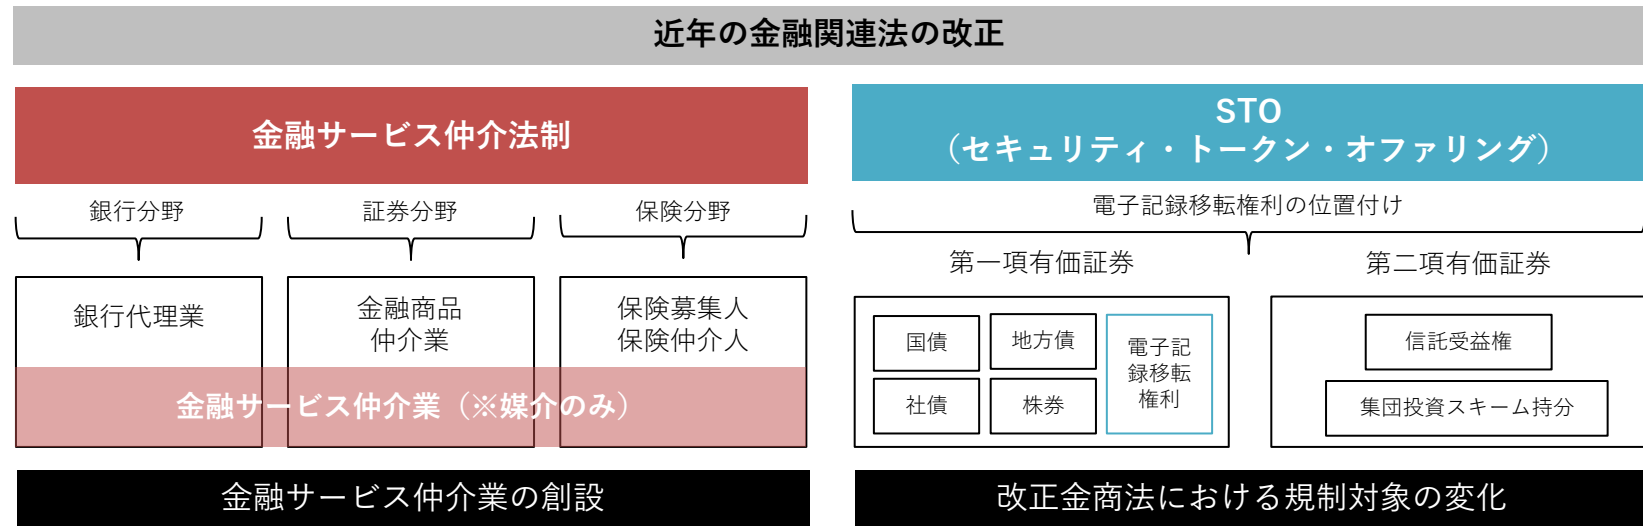 近年の金融関連法の改正
金融サービス仲介法制
銀行分野
証券分野
保険分野
銀行代理業
金融商品
仲介業
保険募集人
保険仲介人
金融サービス仲介業（※媒介のみ）
金融サービス仲介業の創設
STO
（セキュリティ・トークン・オファリング）
電子記録移転権利の位置付け
第一項有価証券
国債
地方債
社債
株券
電子記
録移転
権利
第二項有価証券
信託受益権
集団投資スキーム持分
改正金商法における規制対象の変化